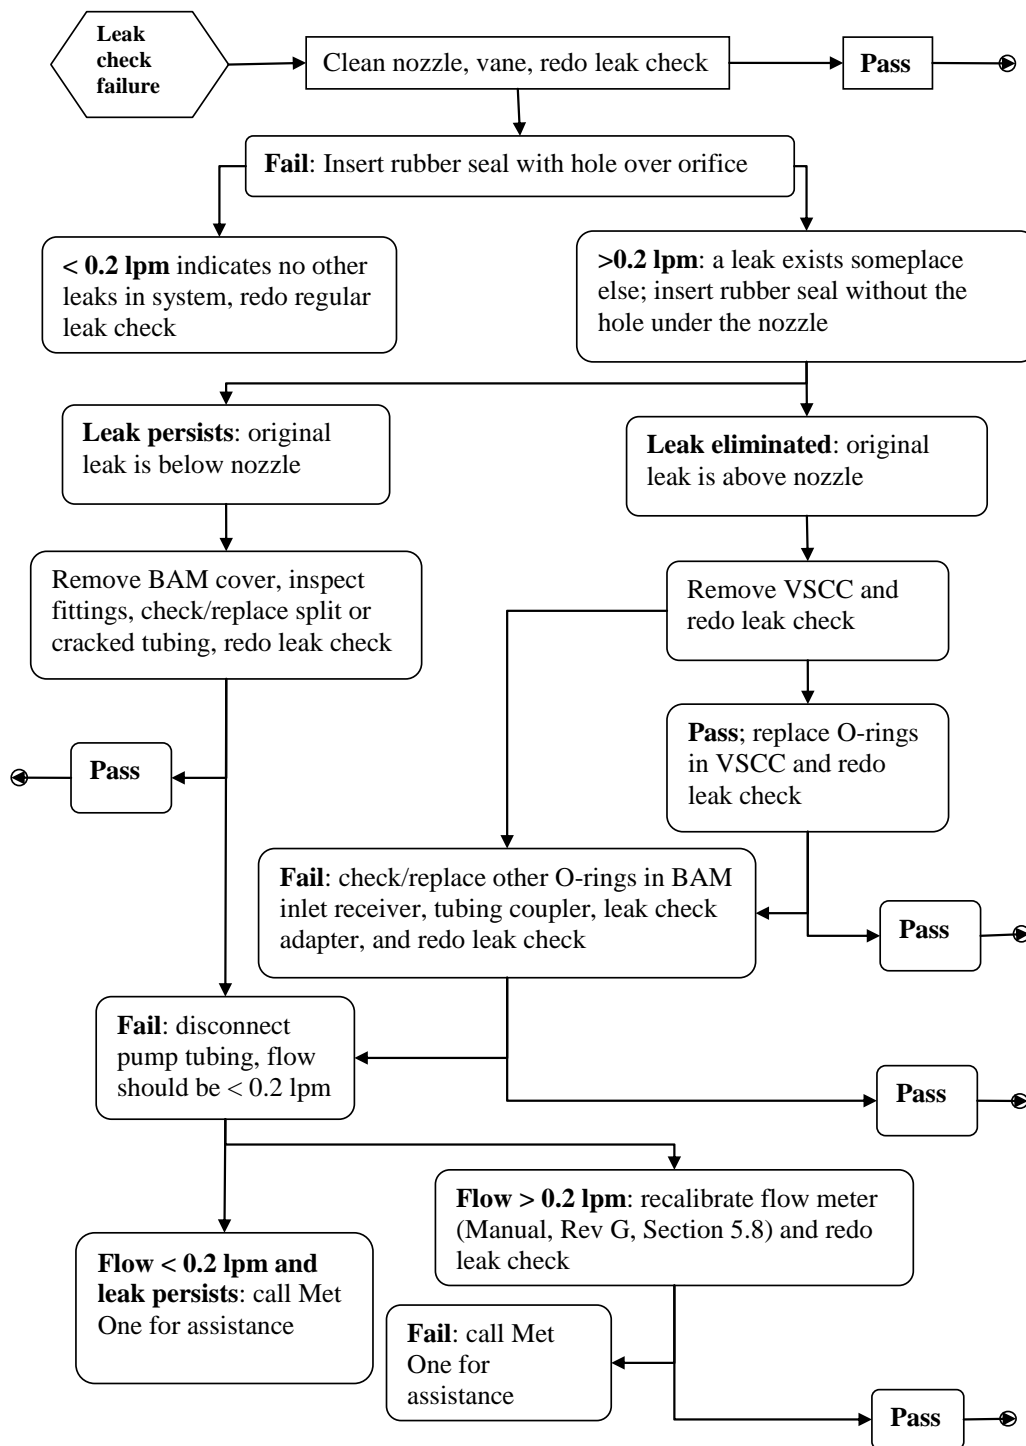 Leak
check
failure
Clean nozzle, vane, redo leak check
Pass
Fail: Insert rubber seal with hole over orifice
< 0.2 lpm indicates no other
leaks in system, redo regular
leak check
>0.2 lpm: a leak exists someplace
else; insert rubber seal without the
hole under the nozzle
Leak persists: original
leak is below nozzle
Leak eliminated: original
leak is above nozzle
Remove BAM cover, inspect
fittings, check/replace split or
cracked tubing, redo leak check
Remove VSCC and
redo leak check
Pass
Pass; replace O-rings
in VSCC and redo
leak check
Fail: check/replace other O-rings in BAM
inlet receiver, tubing coupler, leak check
adapter, and redo leak check
Pass
Fail: disconnect
pump tubing, flow
should be < 0.2 lpm
Pass
Flow > 0.2 lpm: recalibrate flow meter
(Manual, Rev G, Section 5.8) and redo
leak check
Flow < 0.2 lpm and
leak persists: call Met
One for assistance
Fail: call Met
One for
assistance
Pass